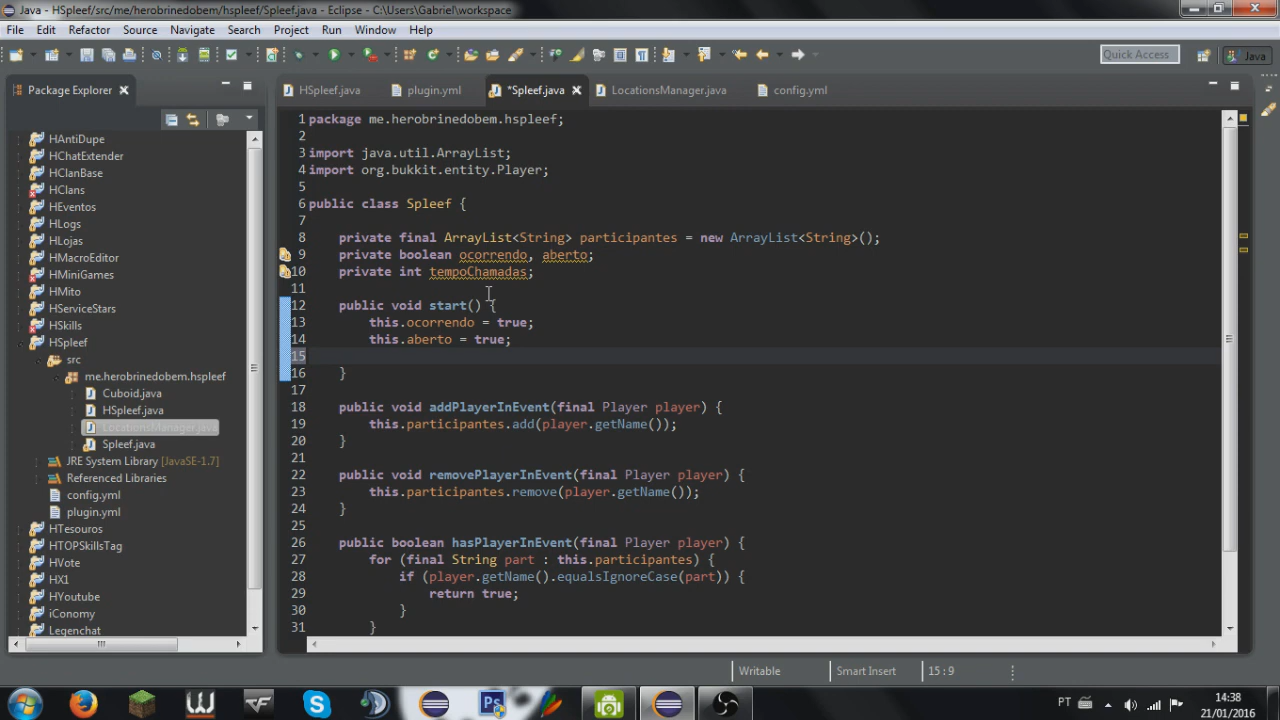 Java - HSpleef/src/me/herobrinedobem/hspleef/Spleef.java - Eclipse - C:\Users\Gabriel\workspace
File Edit Refactor Source Navigate Search Project Run Window Help
Quick Access
Java
Package Explorer
HSpleef.java
plugin.yml
*Spleef.java
LocationsManager.java
config.yml
HAntiDupe
HChatExtender
HClanBase
HClans
HEventos
HLogs
HLojas
HMacroEditor
HMiniGames
HMito
HServiceStars
HSkills
HSpleef
src
me.herobrinedobem.hspleef
Cuboid.java
HSpleef.java
LocationsManager.java
Spleef.java
JRE System Library [JavaSE-1.7]
Referenced Libraries
config.yml
plugin.yml
HTesouros
HTOPSkillsTag
HVote
HX1
HYoutube
iConomy
Legenchat
1 package me.herobrinedobem.hspleef;
2
3 import java.util.ArrayList;
4 import org.bukkit.entity.Player;
5
6 public class Spleef {
7
8 private final ArrayList<String> participantes = new ArrayList<String>();
9 private boolean ocorrendo, aberto;
10 private int tempoChamadas;
11
12 public void start() {
13 this.ocorrendo = true;
14 this.aberto = true;
15
16 }
17
18 public void addPlayerInEvent(final Player player) {
19 this.participantes.add(player.getName());
20 }
21
22 public void removePlayerInEvent(final Player player) {
23 this.participantes.remove(player.getName());
24 }
25
26 public boolean hasPlayerInEvent(final Player player) {
27 for (final String part : this.participantes) {
28 if (player.getName().equalsIgnoreCase(part)) {
29 return true;
30 }
31 }
Writable
Smart Insert
15 : 9
PT
14:38
21/01/2016